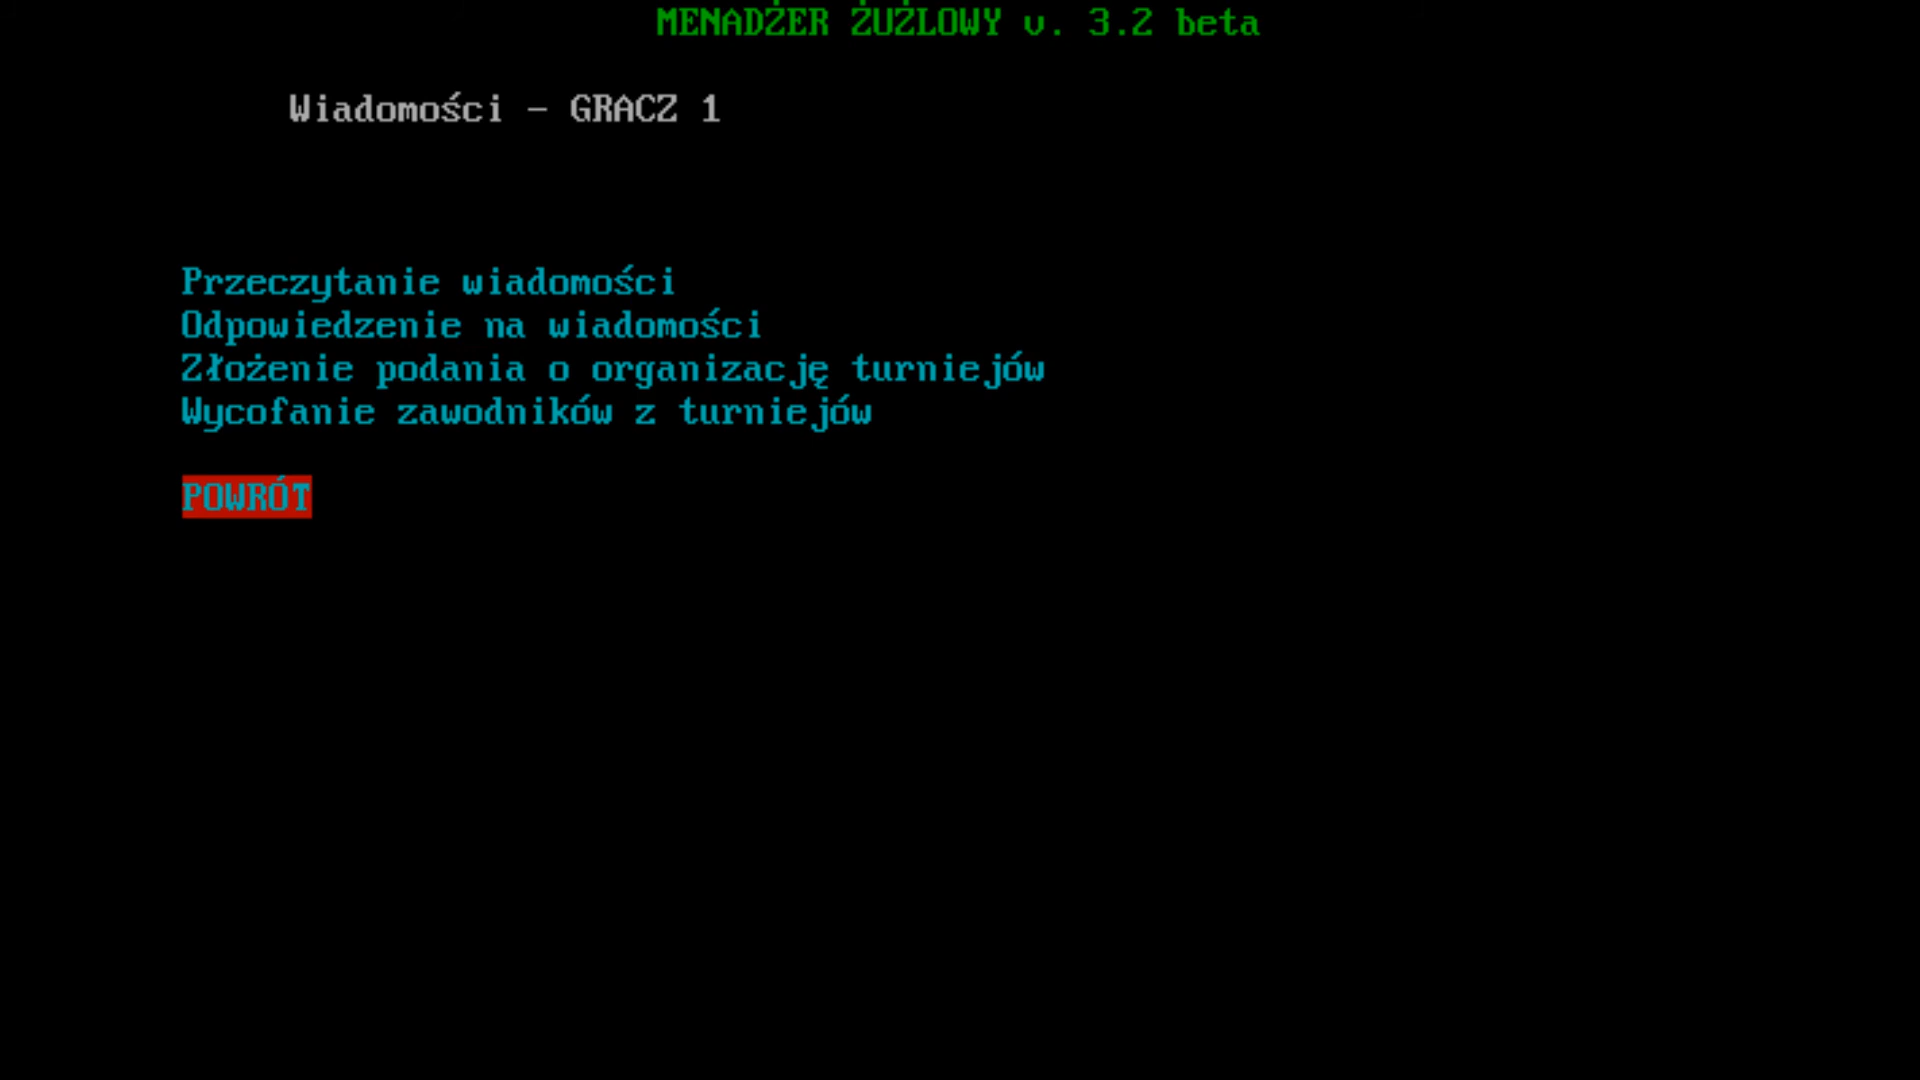 MENADŻER ŻUŻLOWY v. 3.2 beta
Wiadomości - GRACZ 1
Przeczytanie wiadomości
Odpowiedzenie na wiadomości
Złożenie podania o organizację turniejów
Wycofanie zawodników z turniejów
POWRÓT